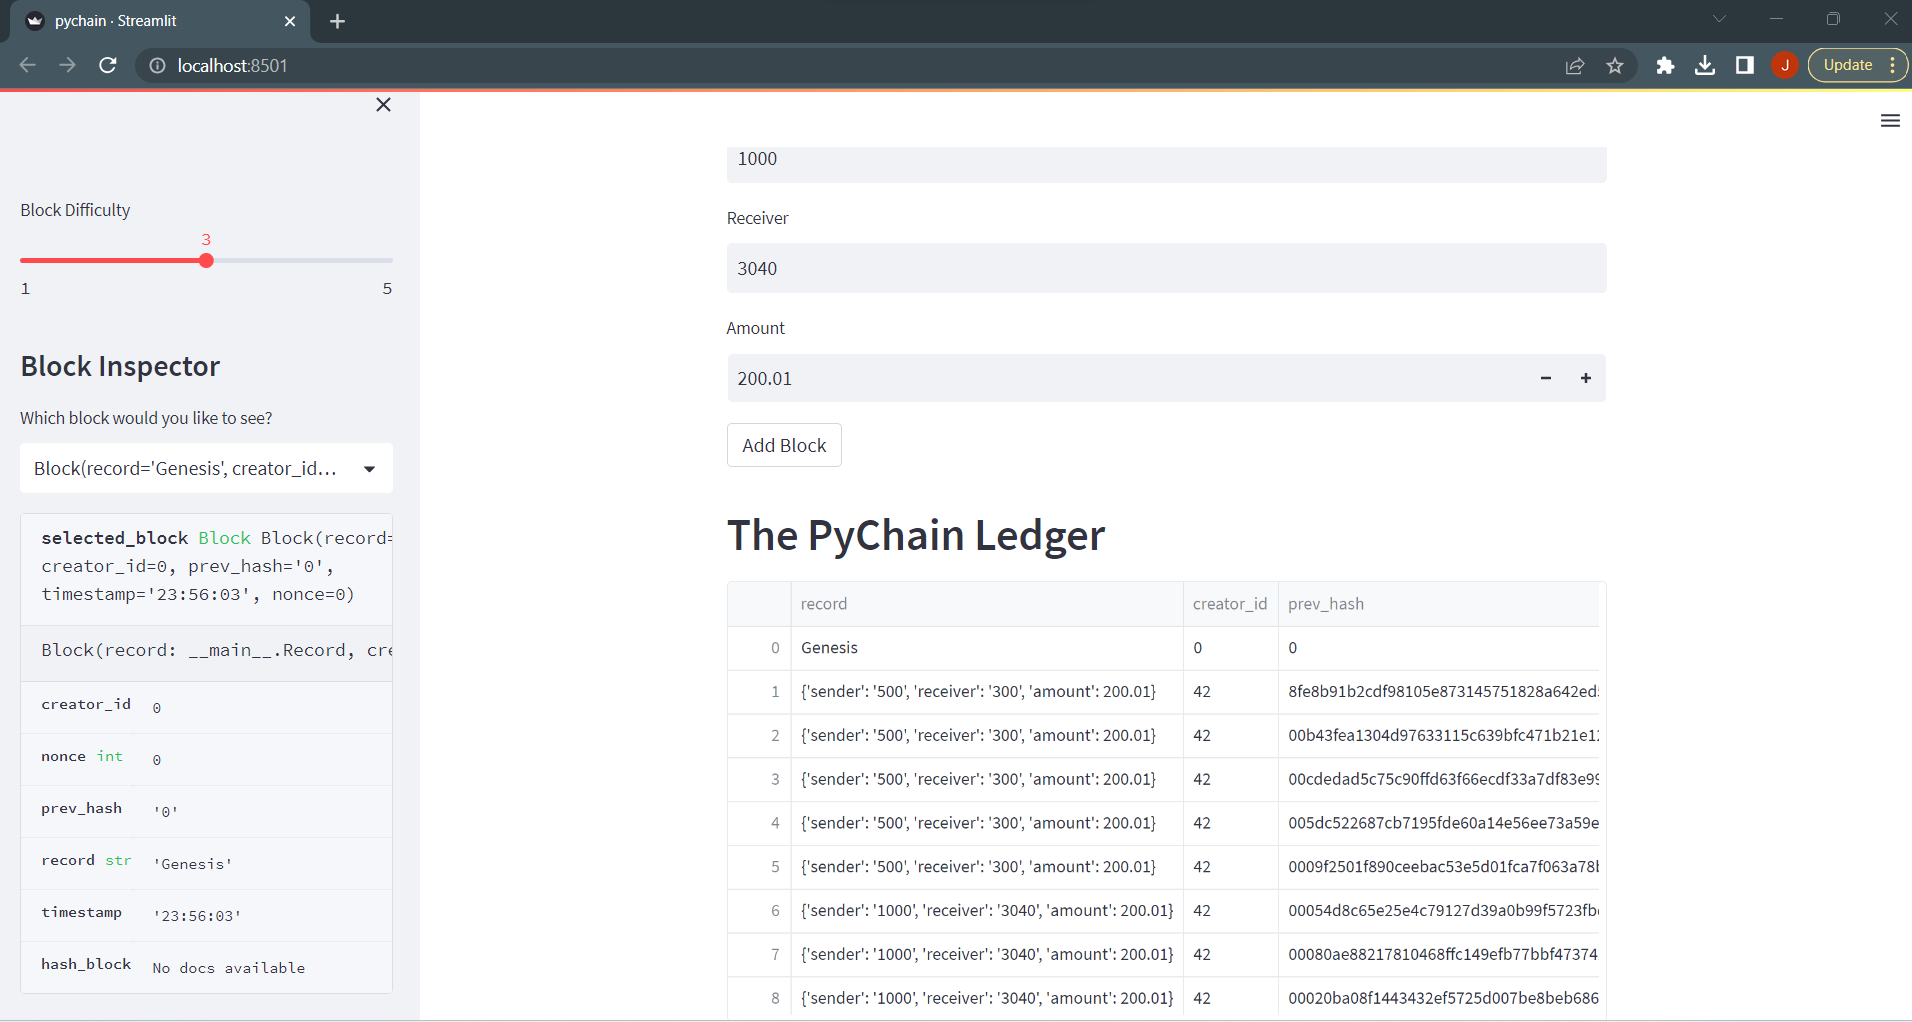 pychain · Streamlit
localhost:8501
J
Update
Block Difficulty
3
1
5
Block Inspector
Which block would you like to see?
Block(record='Genesis', creator_id...
selected_block Block Block(record=
creator_id=0, prev_hash='0',
timestamp='23:56:03', nonce=0)
Block(record: __main__.Record, cre
creator_id 0
nonce int 0
prev_hash '0'
record str 'Genesis'
timestamp '23:56:03'
hash_block No docs available
1000
Receiver
3040
Amount
200.01 - +
Add Block
The PyChain Ledger
record creator_id prev_hash
0 Genesis 0 0
1 {'sender': '500', 'receiver': '300', 'amount': 200.01} 42 8fe8b91b2cdf98105e873145751828a642ed
2 {'sender': '500', 'receiver': '300', 'amount': 200.01} 42 00b43fea1304d97633115c639bfc471b21e1
3 {'sender': '500', 'receiver': '300', 'amount': 200.01} 42 00cdedad5c75c90ffd63f66ecdf33a7df83e9
4 {'sender': '500', 'receiver': '300', 'amount': 200.01} 42 005dc522687cb7195fde60a14e56ee73a59e
5 {'sender': '500', 'receiver': '300', 'amount': 200.01} 42 0009f2501f890ceebac53e5d01fca7f063a78
6 {'sender': '1000', 'receiver': '3040', 'amount': 200.01} 42 00054d8c65e25e4c79127d39a0b99f5723fb
7 {'sender': '1000', 'receiver': '3040', 'amount': 200.01} 42 00080ae88217810468ffc149efb77bbf47374
8 {'sender': '1000', 'receiver': '3040', 'amount': 200.01} 42 00020ba08f1443432ef5725d007be8beb686